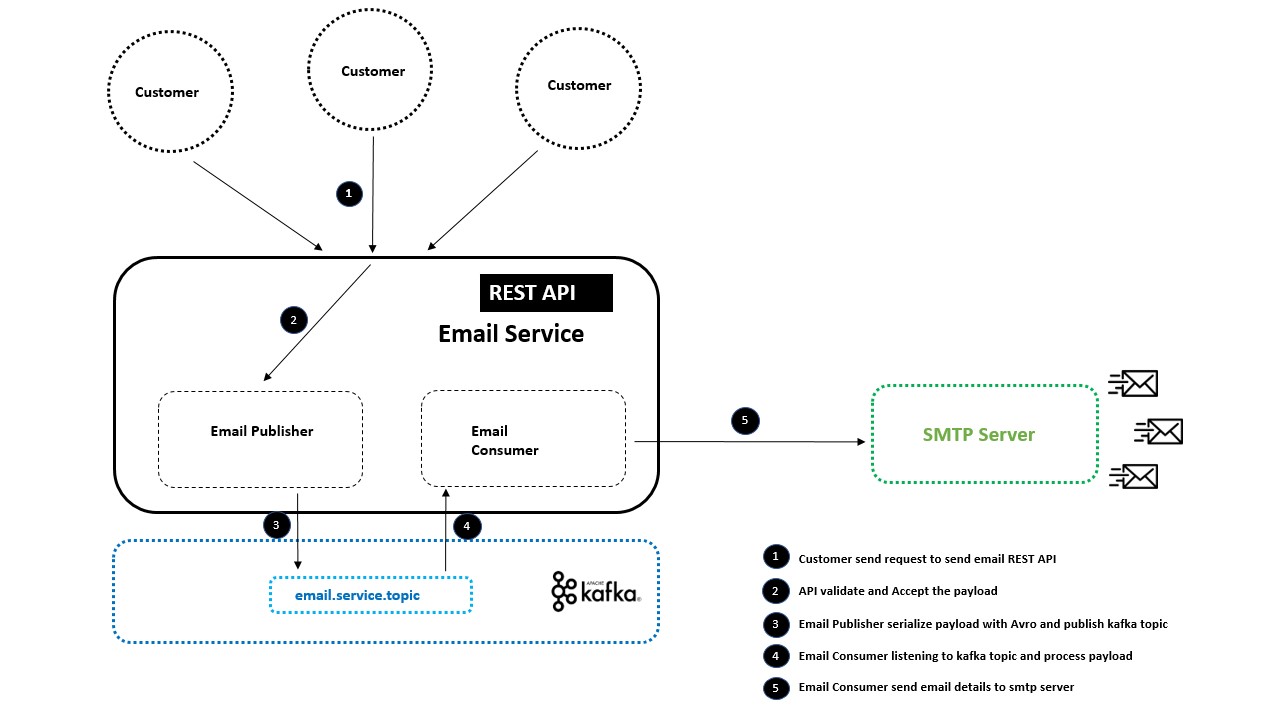 Customer
Customer
Customer
1
REST API
Email Service
2
Email Publisher
Email
Consumer
5
SMTP Server
3
4
email.service.topic
APACHE
kafka®
1 Customer send request to send email REST API
2 API validate and Accept the payload
3 Email Publisher serialize payload with Avro and publish kafka topic
4 Email Consumer listening to kafka topic and process payload
5 Email Consumer send email details to smtp server